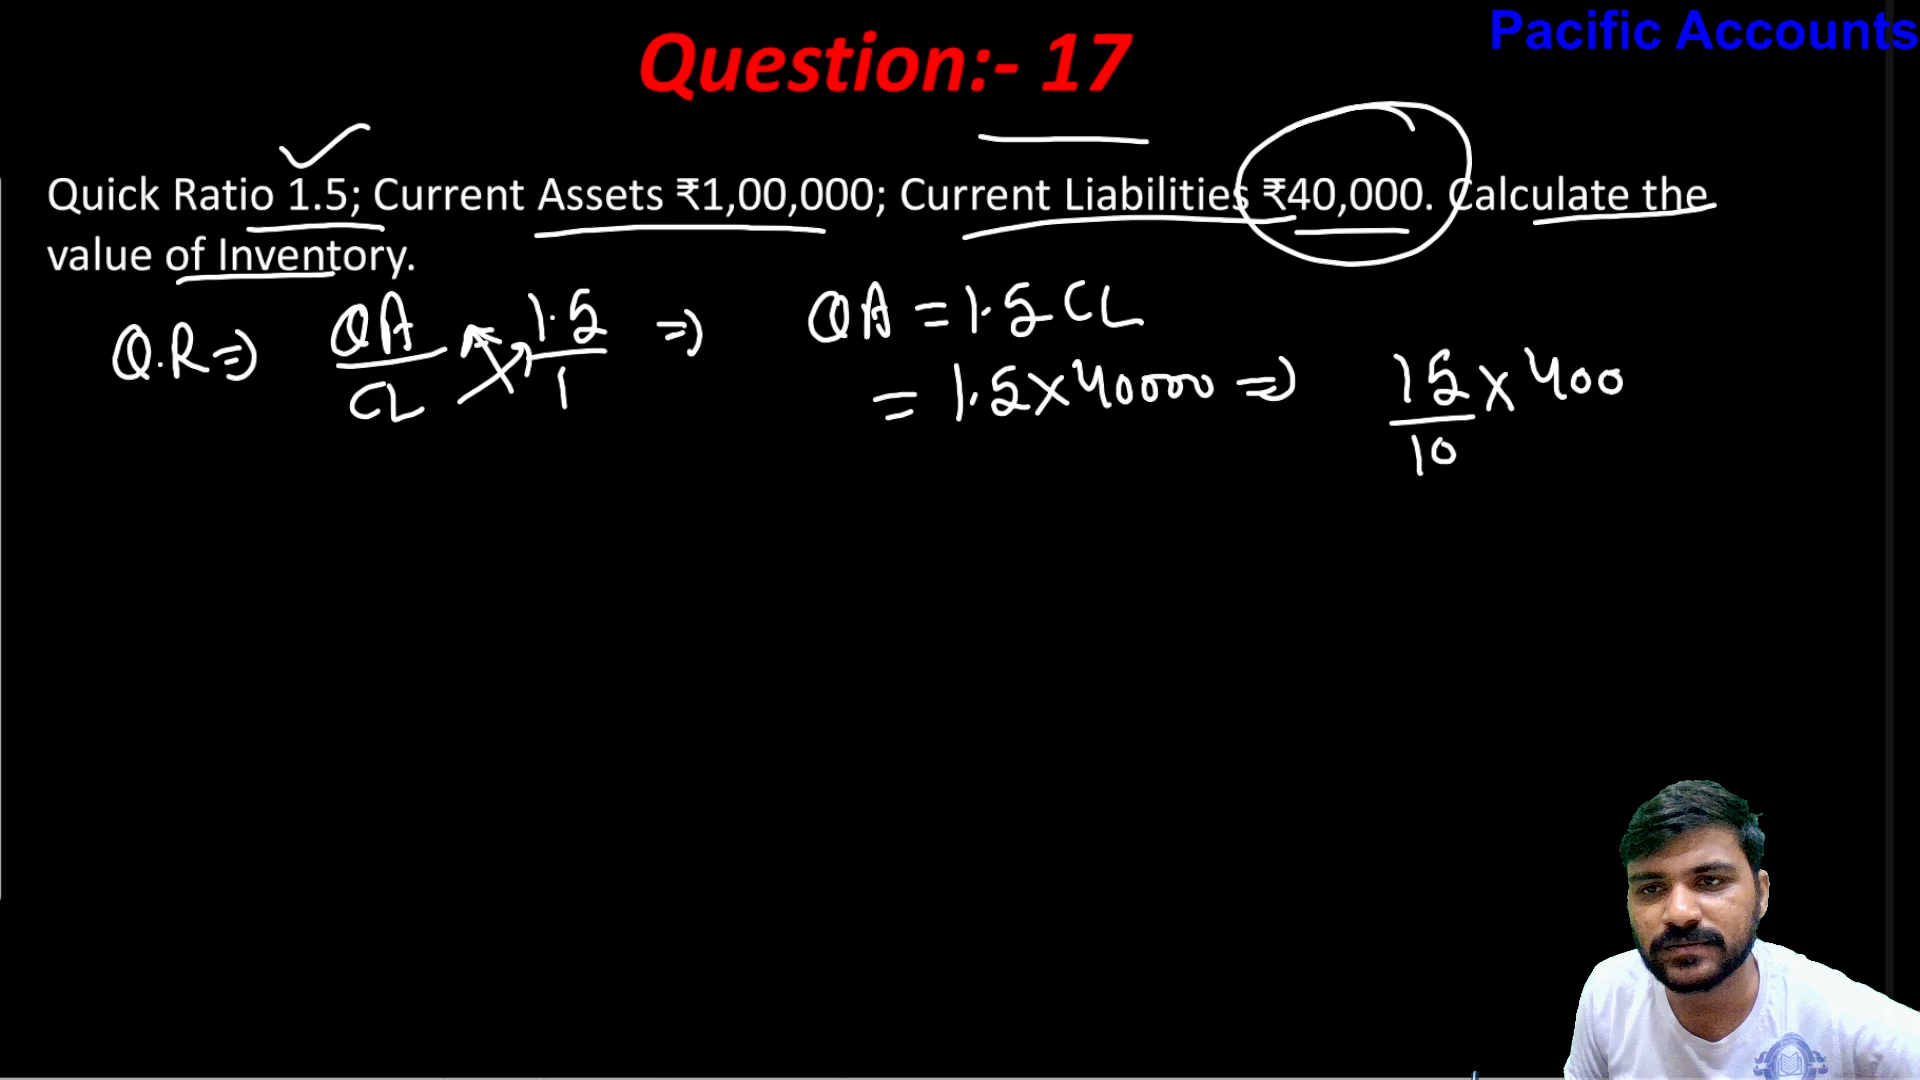 Pacific Accounts
Question:- 17
Quick Ratio 1.5; Current Assets ₹1,00,000; Current Liabilities ₹40,000. Calculate the
value of Inventory.
Q.R ⇒ QA/CL 1.5/1 ⇒
QA = 1.5 CL
= 1.5 × 40000 ⇒ 15/10 × 400